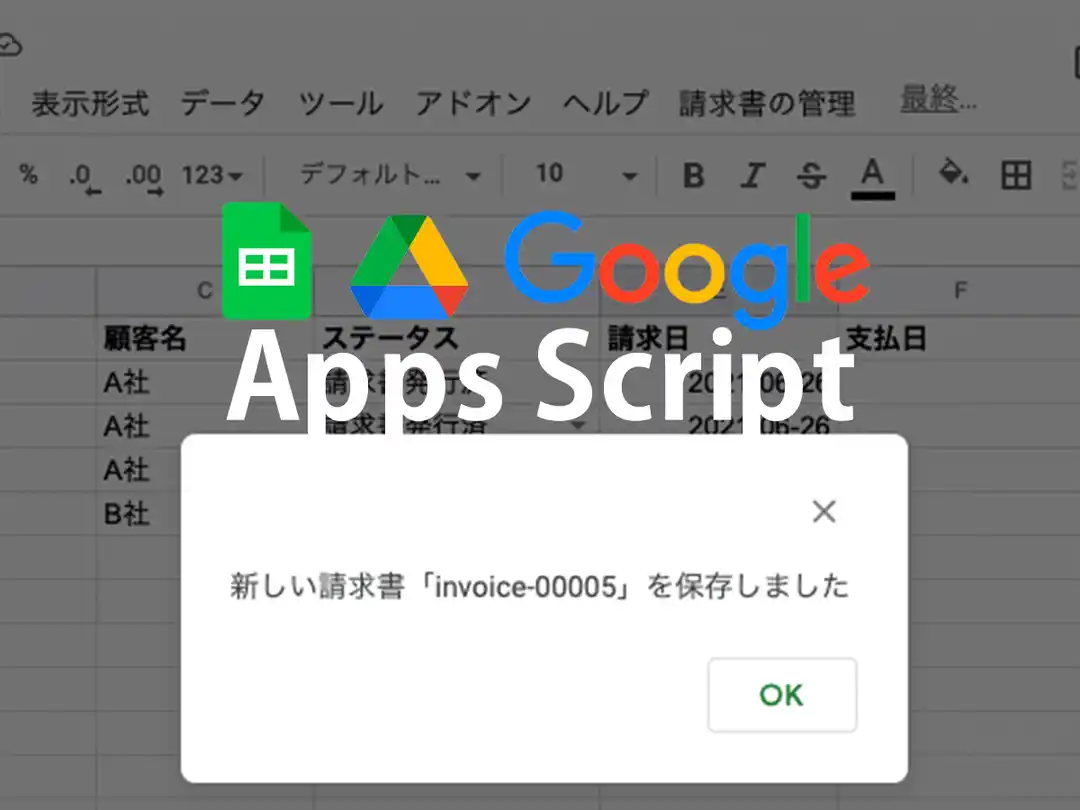 表示形式 データ ツール アドオン ヘルプ 請求書の管理 最終...
% .0 .00 123 デフォルト... 10 B I S A
Google
C F
顧客名 ステータス 請求日 支払日
Apps Script
A社 請求書発行済 2021-06-26
A社 請求書発行済 2021-06-26
A社
B社
新しい請求書「invoice-00005」を保存しました
OK